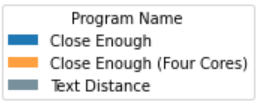 Program Name
Close Enough
Close Enough (Four Cores)
Text Distance